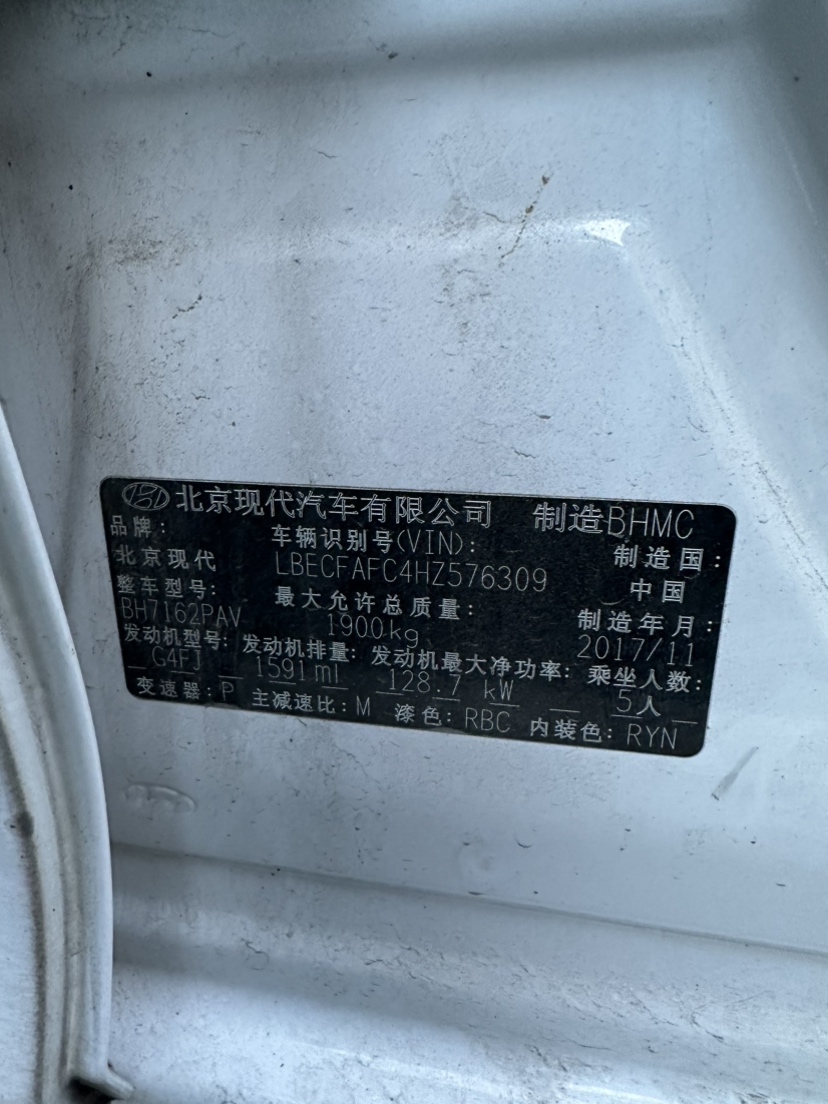 北京现代汽车有限公司 制造BHMC
品牌: 车辆识别号(VIN): 制造国:
北京现代 LBECFAFC4HZ576309 中国
整车型号: 最大允许总质量: 制造年月:
BH7162PAV 1900kg 2017/11
发动机型号: 发动机排量: 发动机最大净功率: 乘坐人数:
G4FJ 1591ml 128.7 kW 5人
变速器: P 主减速比: M 漆色: RBC 内装色: RYN